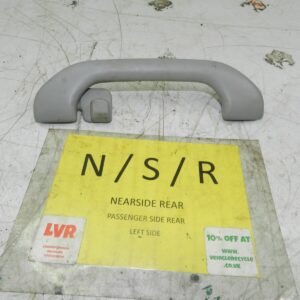 N/S/R
NEARSIDE REAR
PASSENGER SIDE REAR
LEFT SIDE
LVR
10% OFF AT
WWW.
VEHICLERECYCLE
.CO.UK